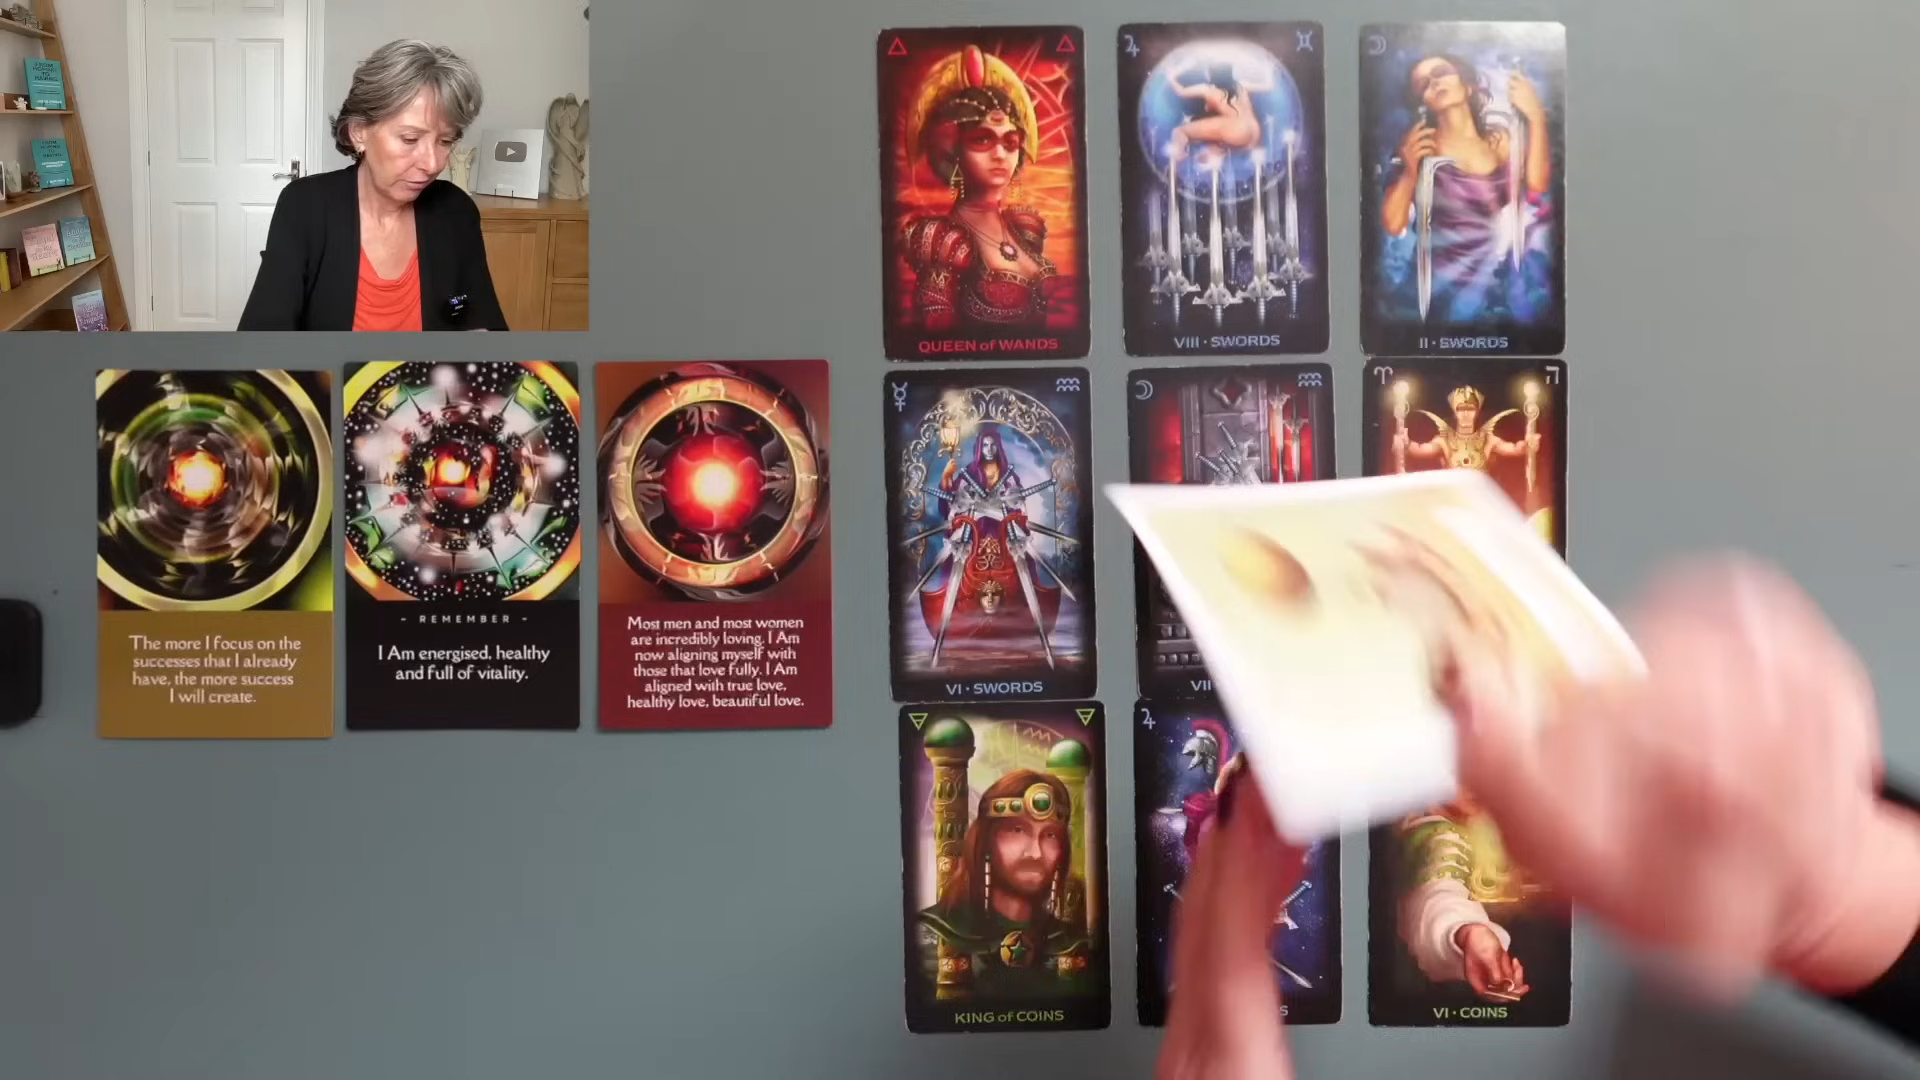 QUEEN of WANDS
VIII · SWORDS
II · SWORDS
The more I focus on the
successes that I already
have, the more success
I will create.
- REMEMBER -
I Am energised, healthy
and full of vitality.
Most men and most women
are incredibly loving. I Am
now aligning myself with
those that love fully. I Am
aligned with true love,
healthy love, beautiful love.
VI · SWORDS
VII
KING of COINS
VI · COINS